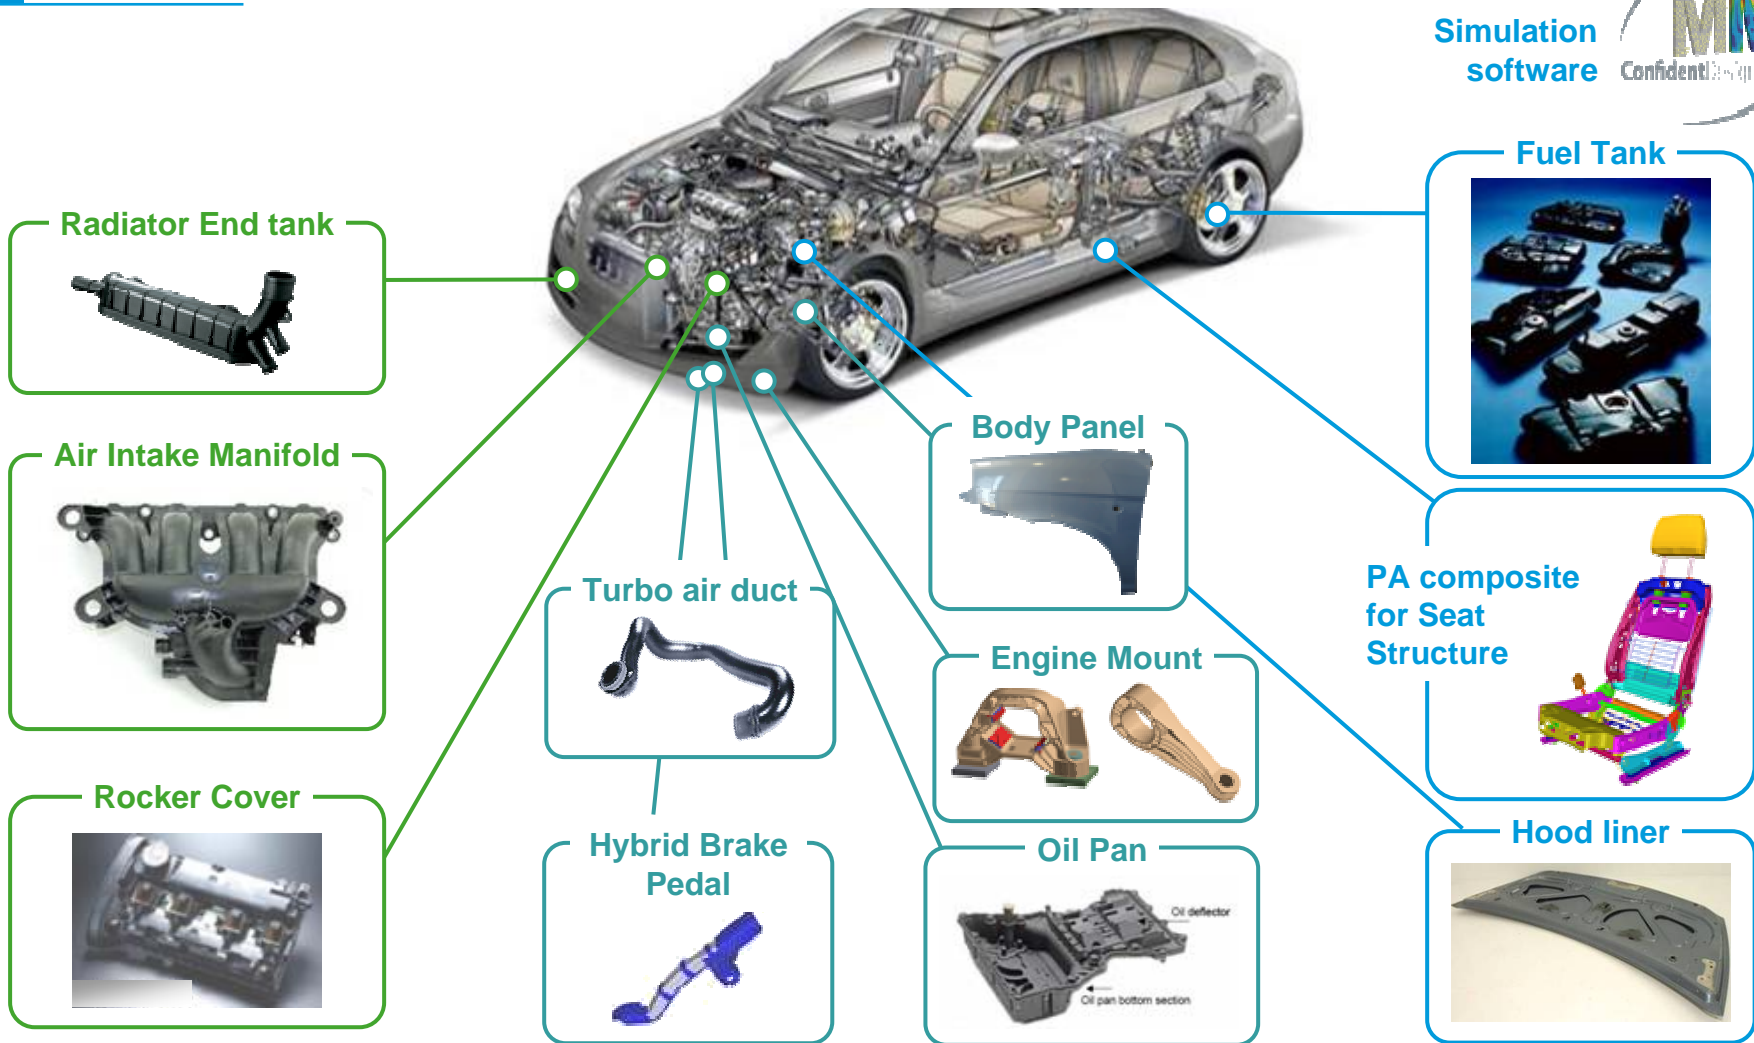 Simulation
software
Confident
Fuel Tank
Radiator End tank
Air Intake Manifold
Body Panel
Turbo air duct
PA composite
for Seat
Structure
Engine Mount
Rocker Cover
Hybrid Brake
Pedal
Oil Pan
Oil deflector
Oil pan bottom section
Hood liner